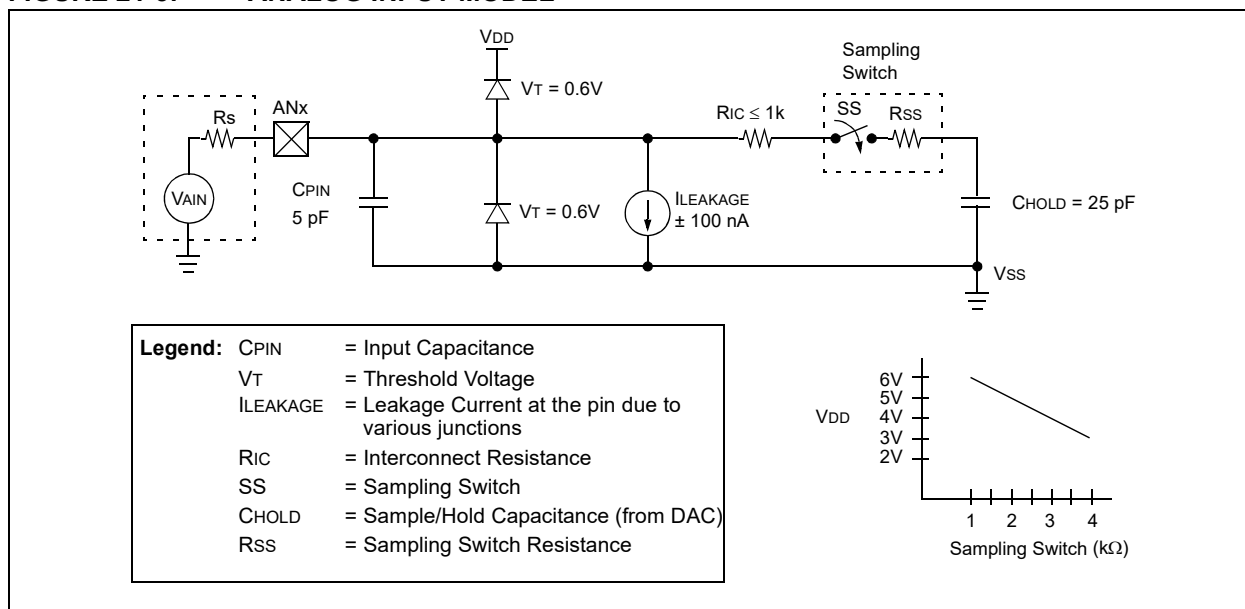 VDD
Sampling
Switch
VT = 0.6V
Rs
ANx
RIC ≤ 1k
SS
RSS
VAIN
CPIN
5 pF
VT = 0.6V
ILEAKAGE
± 100 nA
CHOLD = 25 pF
VSS
Legend: CPIN = Input Capacitance
VT = Threshold Voltage
ILEAKAGE = Leakage Current at the pin due to
various junctions
RIC = Interconnect Resistance
SS = Sampling Switch
CHOLD = Sample/Hold Capacitance (from DAC)
RSS = Sampling Switch Resistance
6V
5V
VDD
4V
3V
2V
1 2 3 4
Sampling Switch (kΩ)